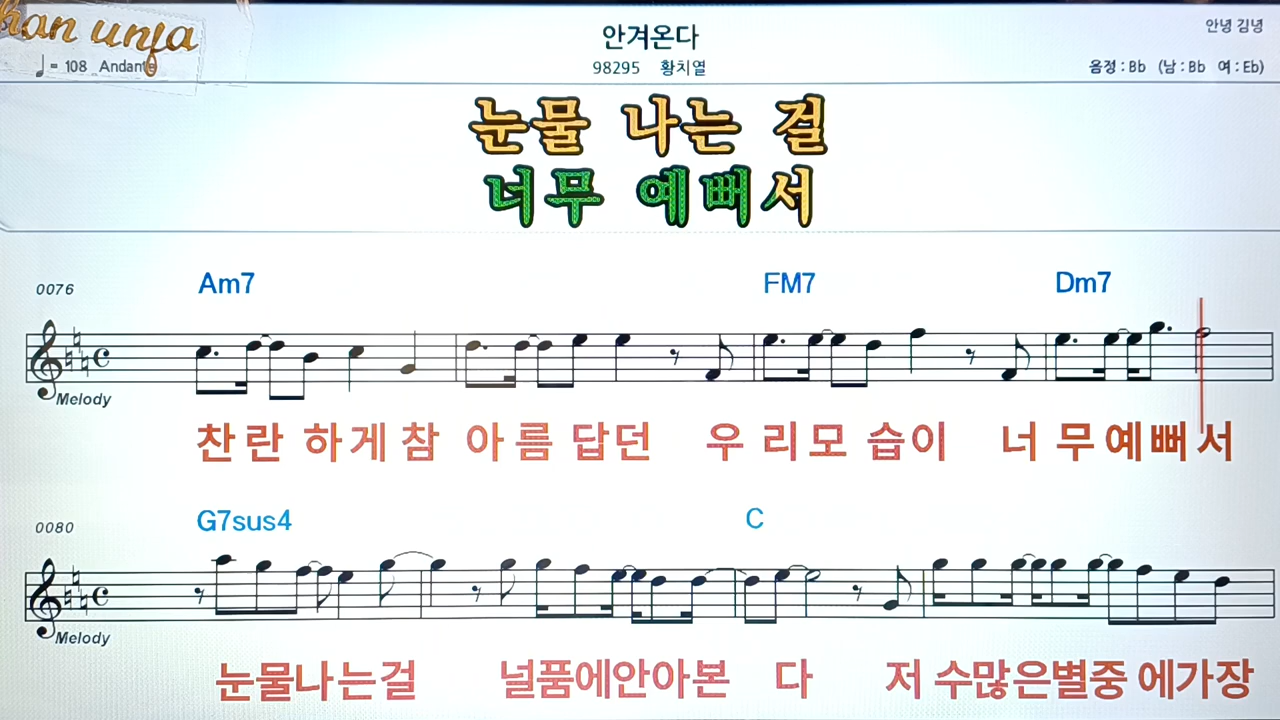 han unja
안겨온다
안녕 김녕
♩= 108 Andante
98295 황치열
음정 : Bb (남 : Bb 여 : Eb)
눈물 나는 걸
너무 예뻐서
0076 Am7 FM7 Dm7
Melody
찬란 하게 참 아름 답던 우리모 습이 너무예뻐서
0080 G7sus4 C
Melody
눈물나는걸 널품에안아본 다 저 수많은별중 에가장